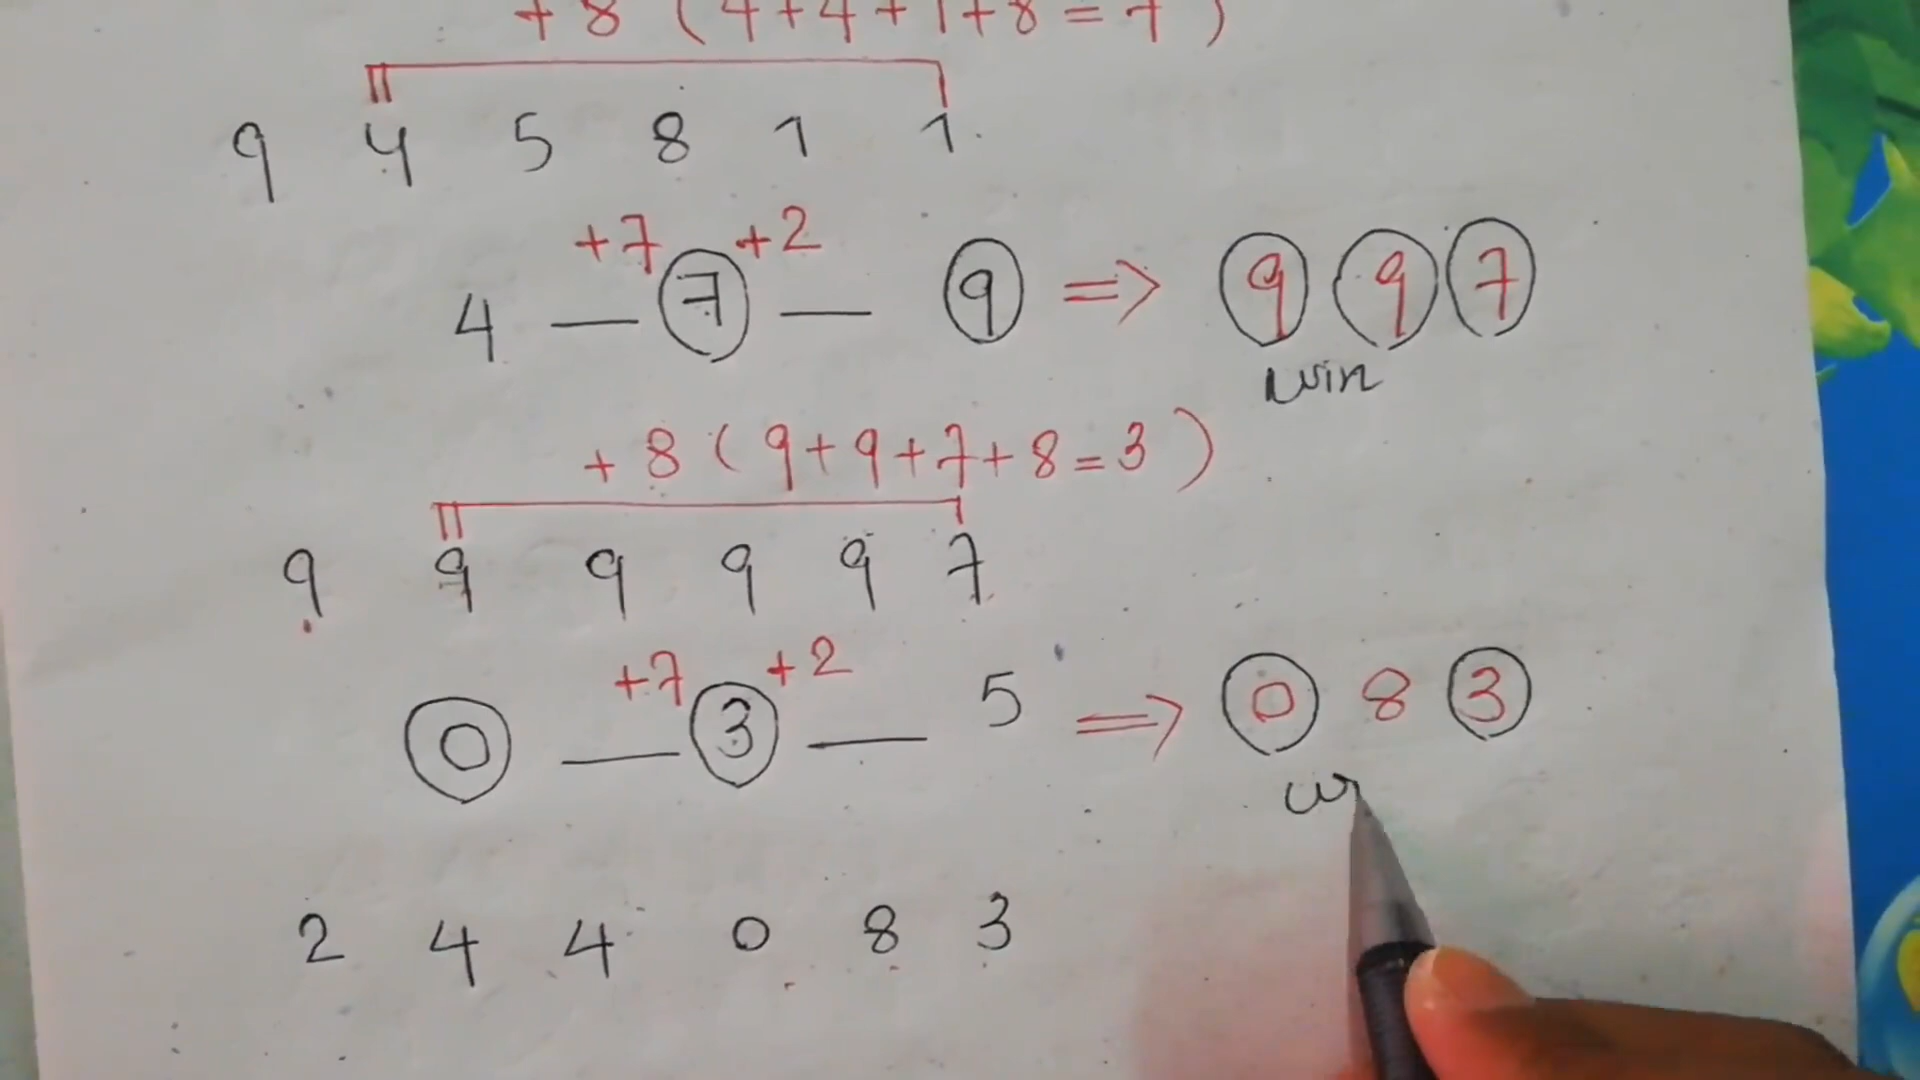 + 8 ( 4 + 4 + 1 + 8 = 7 )
9 4 5 8 1 1
+7 +2
4 — 7 — 9 ⇒ 9 9 7
Win
+ 8 ( 9 + 9 + 7 + 8 = 3 )
9 9 9 9 9 7
+7 +2
0 — 3 — 5 ⇒ 0 8 3
2 4 4 0 8 3